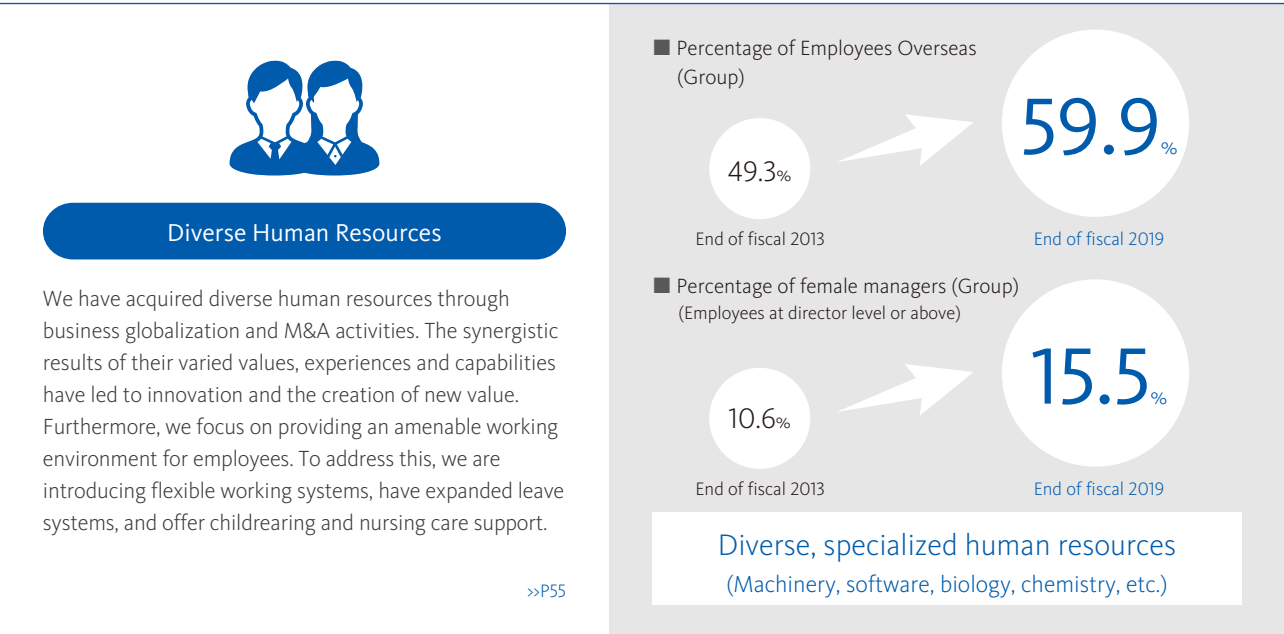 Diverse Human Resources
We have acquired diverse human resources through
business globalization and M&A activities. The synergistic
results of their varied values, experiences and capabilities
have led to innovation and the creation of new value.
Furthermore, we focus on providing an amenable working
environment for employees. To address this, we are
introducing flexible working systems, have expanded leave
systems, and offer childrearing and nursing care support.
>>P55
■ Percentage of Employees Overseas
(Group)
49.3%
59.9%
End of fiscal 2013
End of fiscal 2019
■ Percentage of female managers (Group)
(Employees at director level or above)
10.6%
15.5%
End of fiscal 2013
End of fiscal 2019
Diverse, specialized human resources
(Machinery, software, biology, chemistry, etc.)